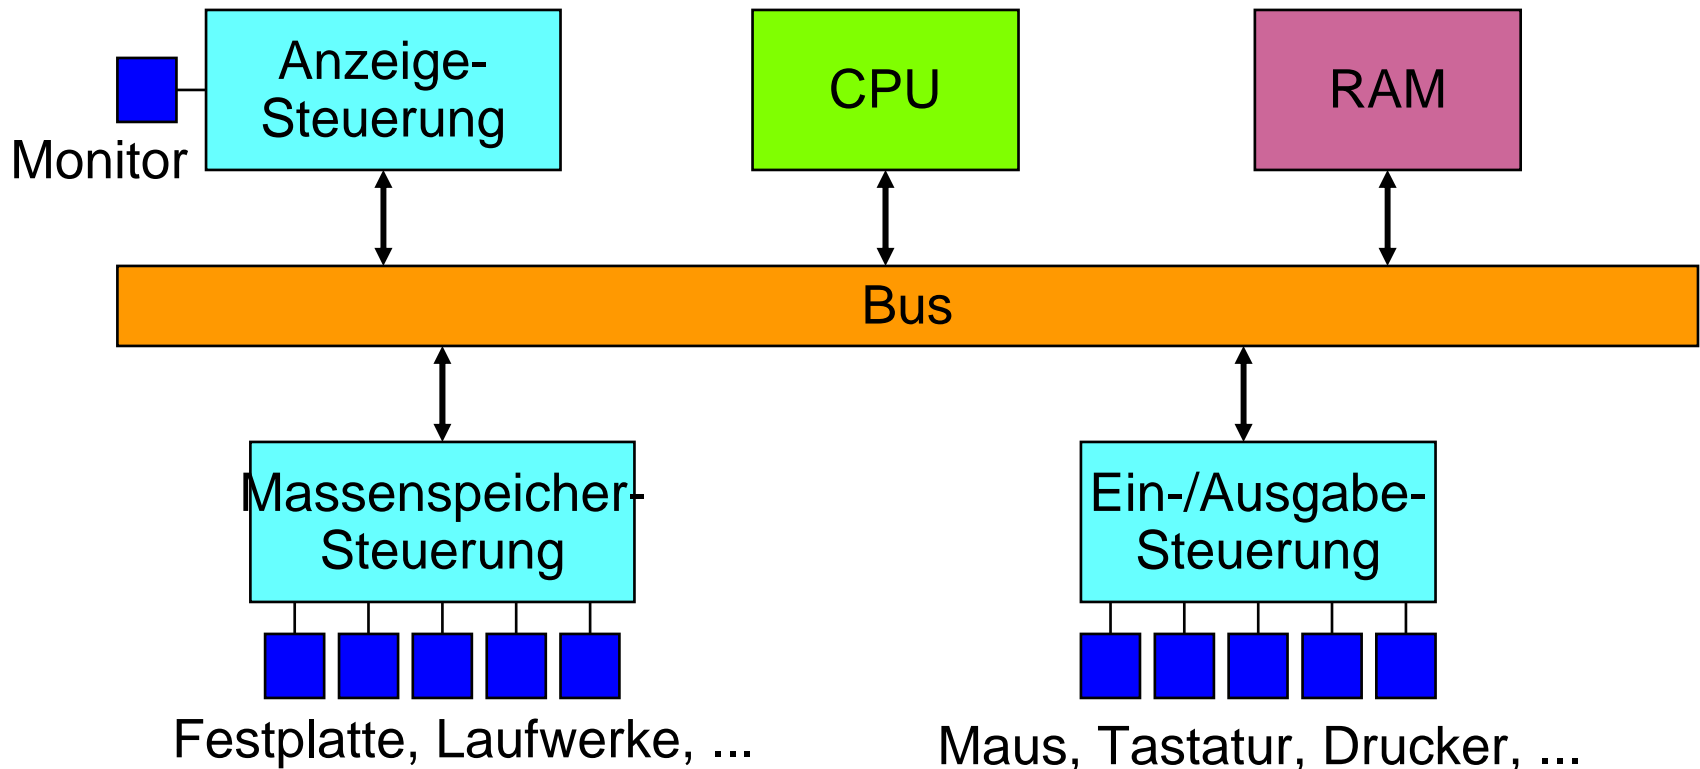 Anzeige-
Steuerung
Monitor
CPU
RAM
Bus
Massenspeicher-
Steuerung
Festplatte, Laufwerke, ...
Ein-/Ausgabe-
Steuerung
Maus, Tastatur, Drucker, ...